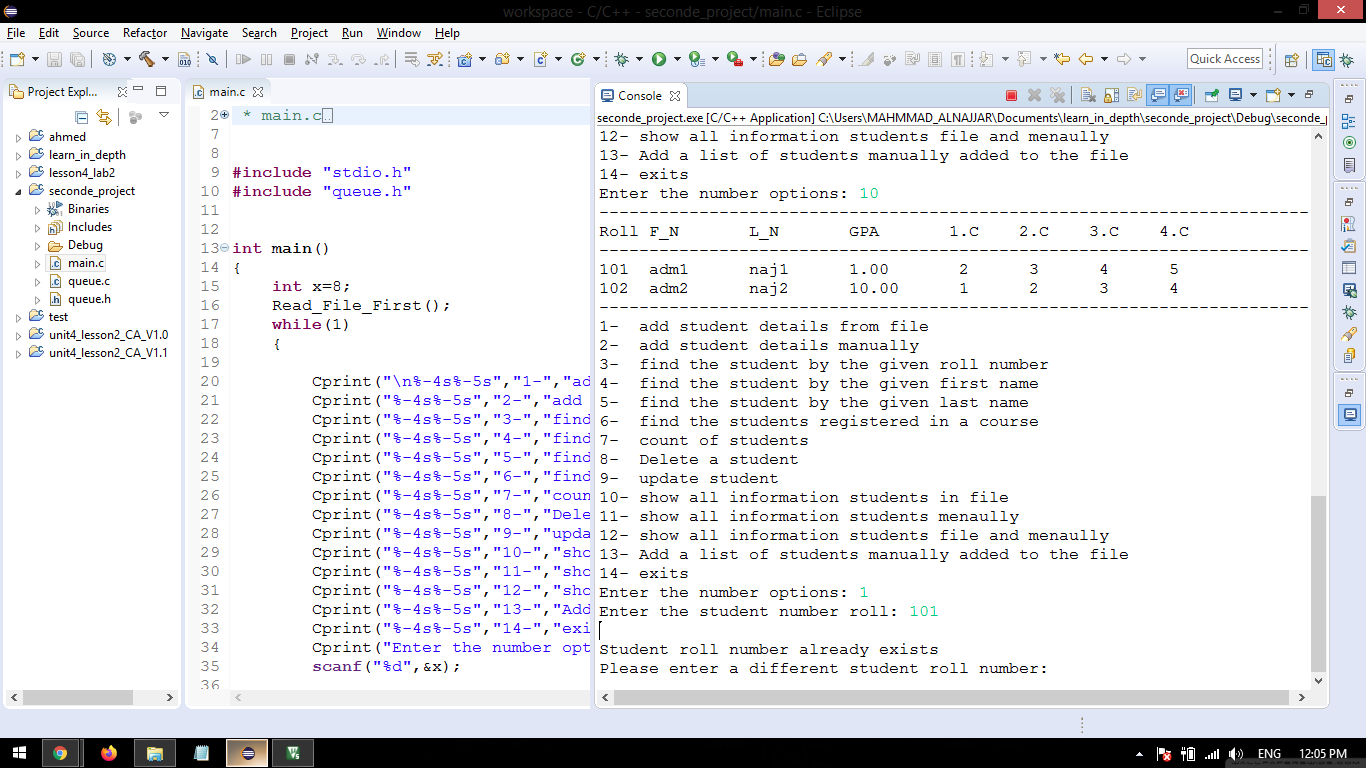 workspace - C/C++ - seconde_project/main.c - Eclipse
File Edit Source Refactor Navigate Search Project Run Window Help
Quick Access
Project Expl...
ahmed
learn_in_depth
lesson4_lab2
seconde_project
Binaries
Includes
Debug
main.c
queue.c
queue.h
test
unit4_lesson2_CA_V1.0
unit4_lesson2_CA_V1.1
main.c
2 * main.c
7
8
9 #include "stdio.h"
10 #include "queue.h"
11
12
13 int main()
14 {
15 int x=8;
16 Read_File_First();
17 while(1)
18 {
19
20 Cprint("\n%-4s%-5s","1-","ad
21 Cprint("%-4s%-5s","2-","add
22 Cprint("%-4s%-5s","3-","find
23 Cprint("%-4s%-5s","4-","find
24 Cprint("%-4s%-5s","5-","find
25 Cprint("%-4s%-5s","6-","find
26 Cprint("%-4s%-5s","7-","coun
27 Cprint("%-4s%-5s","8-","Dele
28 Cprint("%-4s%-5s","9-","upda
29 Cprint("%-4s%-5s","10-","sho
30 Cprint("%-4s%-5s","11-","sho
31 Cprint("%-4s%-5s","12-","sho
32 Cprint("%-4s%-5s","13-","Add
33 Cprint("%-4s%-5s","14-","exi
34 Cprint("Enter the number opt
35 scanf("%d",&x);
36
Console
seconde_project.exe [C/C++ Application] C:\Users\MAHMMAD_ALNAJJAR\Documents\learn_in_depth\seconde_project\Debug\seconde_p
12- show all information students file and menaully
13- Add a list of students manually added to the file
14- exits
Enter the number options: 10
-----------------------------------------------------------------------
Roll F_N L_N GPA 1.C 2.C 3.C 4.C
-----------------------------------------------------------------------
101 adm1 naj1 1.00 2 3 4 5
102 adm2 naj2 10.00 1 2 3 4
-----------------------------------------------------------------------
1- add student details from file
2- add student details manually
3- find the student by the given roll number
4- find the student by the given first name
5- find the student by the given last name
6- find the students registered in a course
7- count of students
8- Delete a student
9- update student
10- show all information students in file
11- show all information students menaully
12- show all information students file and menaully
13- Add a list of students manually added to the file
14- exits
Enter the number options: 1
Enter the student number roll: 101
Student roll number already exists
Please enter a different student roll number:
ENG 12:05 PM